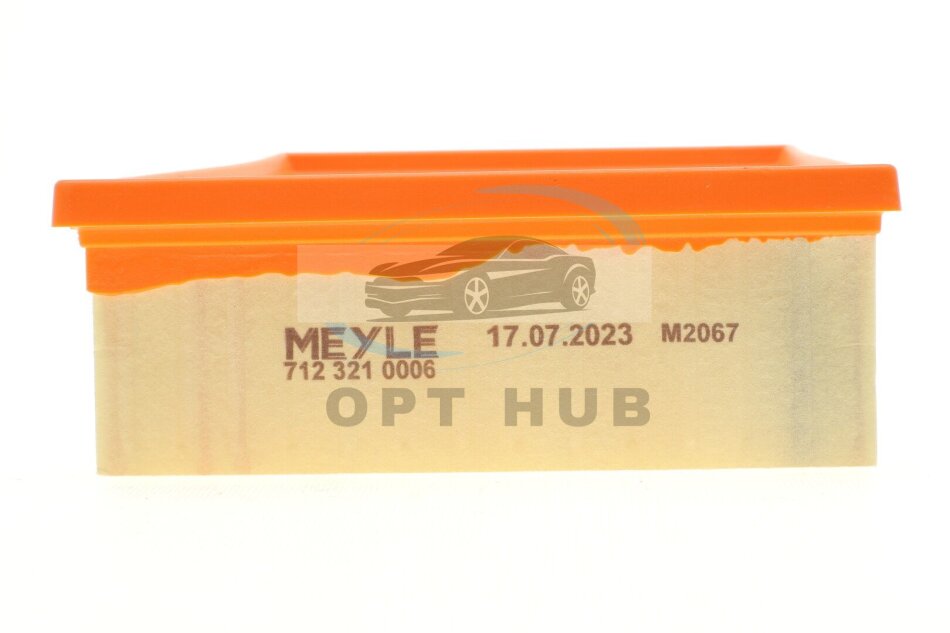 MEYLE 17.07.2023 M2067
712 321 0006
OPT HUB